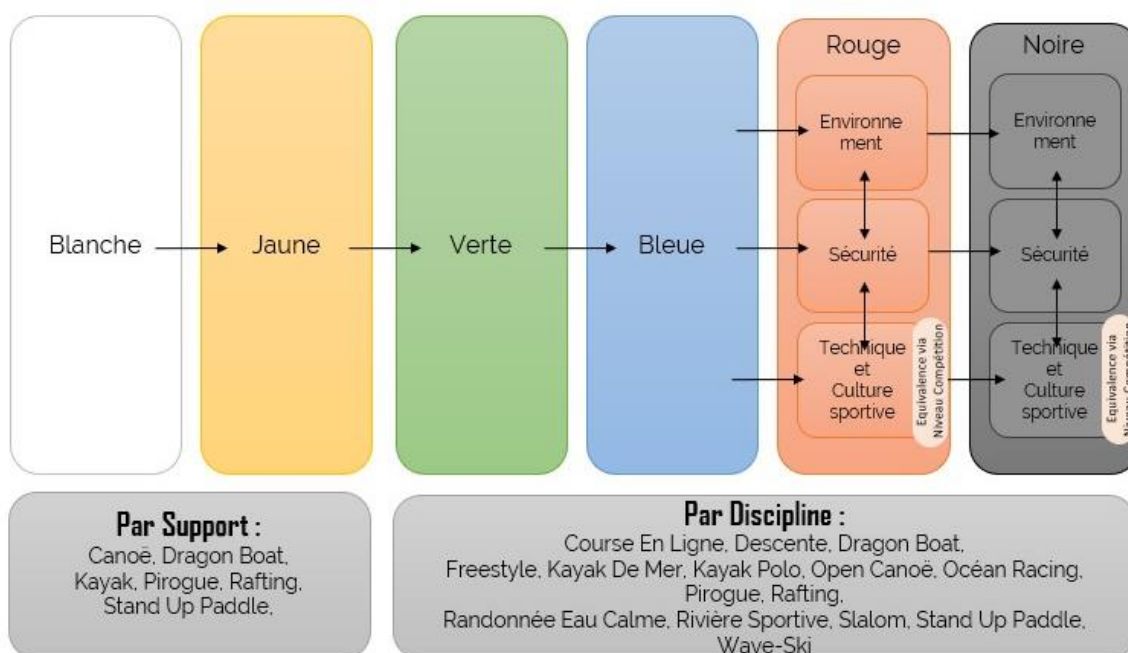 Blanche
Jaune
Verte
Bleue
Rouge
Environne
ment
Sécurité
Technique
et
Culture
sportive
Equivalence via
Niveau Compétition
Noire
Environne
ment
Sécurité
Technique
et
Culture
sportive
Equivalence via
Niveau Compétition
Par Support :
Canoë, Dragon Boat,
Kayak, Pirogue, Rafting,
Stand Up Paddle,
Par Discipline :
Course En Ligne, Descente, Dragon Boat,
Freestyle, Kayak De Mer, Kayak Polo, Open Canoë, Océan Racing,
Pirogue, Rafting,
Randonnée Eau Calme, Rivière Sportive, Slalom, Stand Up Paddle,
Wave-Ski